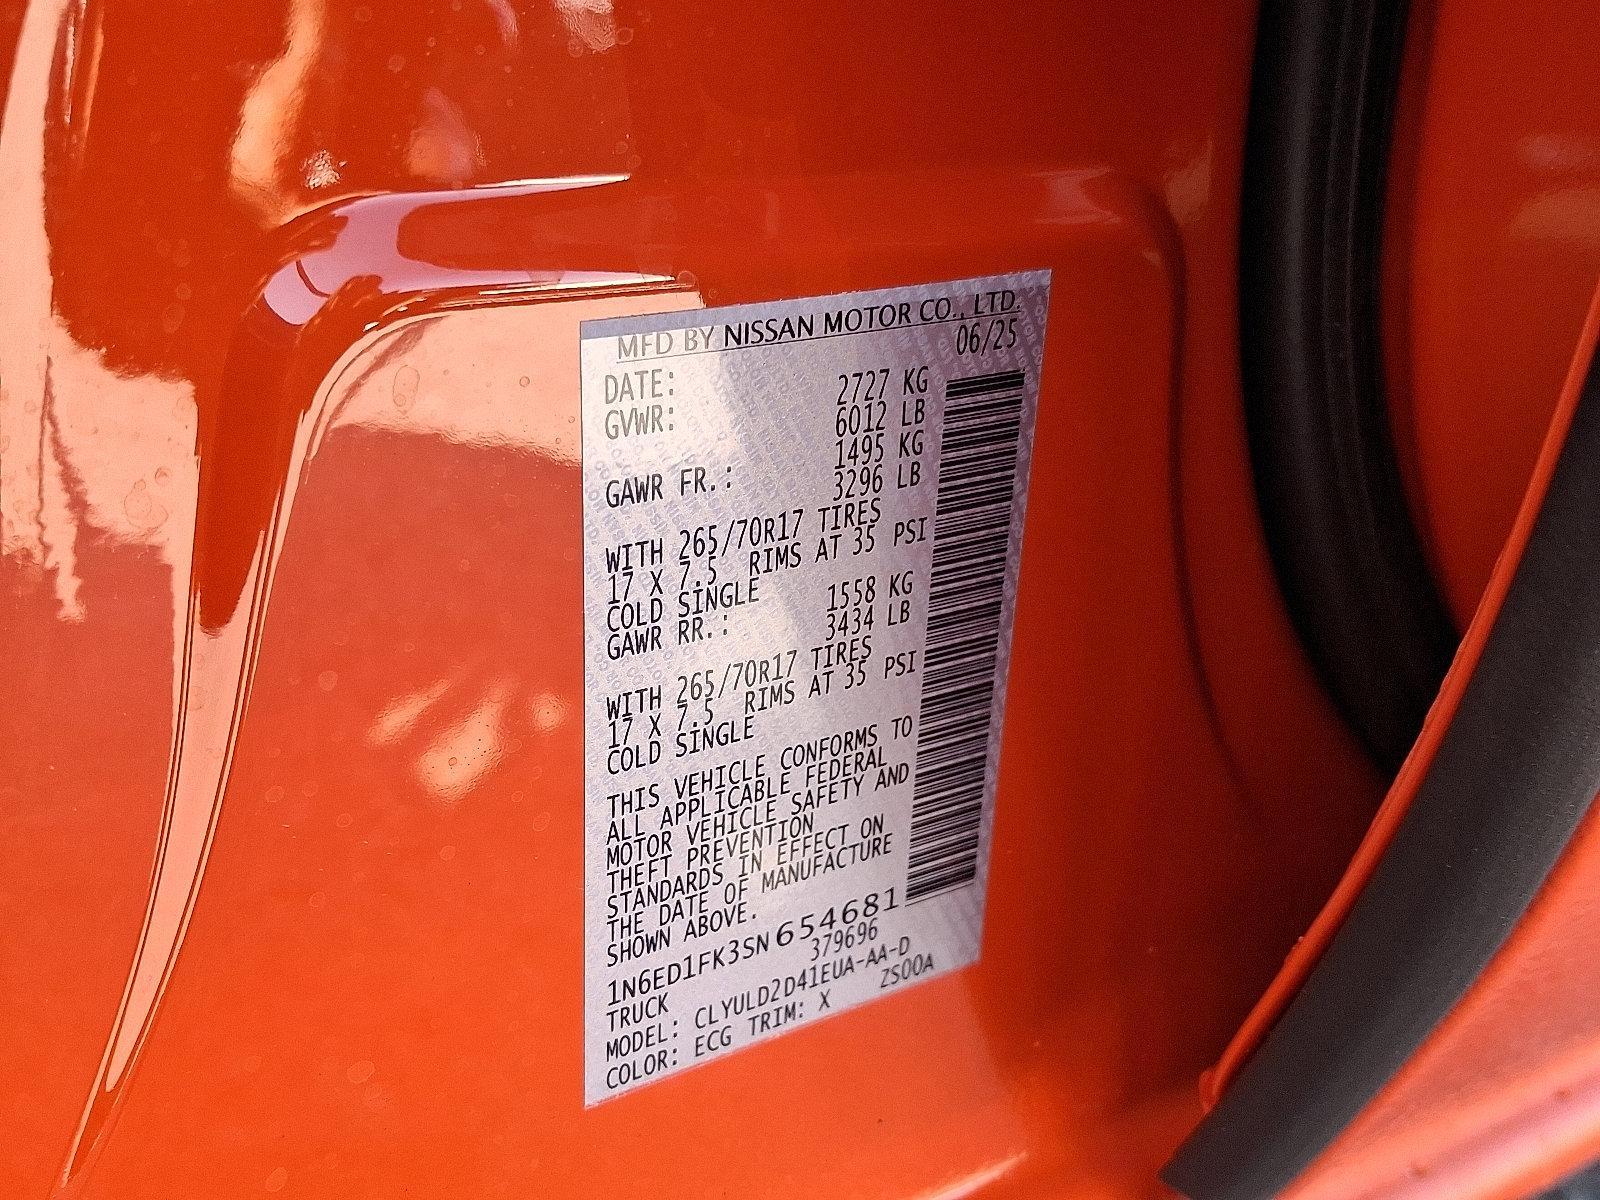 MFD BY NISSAN MOTOR CO., LTD.
DATE: 06/25
GVWR: 2727 KG
6012 LB
GAWR FR.: 1495 KG
3296 LB
WITH 265/70R17 TIRES
17 X 7.5 RIMS AT 35 PSI
COLD SINGLE
GAWR RR.: 1558 KG
3434 LB
WITH 265/70R17 TIRES
17 X 7.5 RIMS AT 35 PSI
COLD SINGLE
THIS VEHICLE CONFORMS TO
ALL APPLICABLE FEDERAL
MOTOR VEHICLE SAFETY AND
THEFT PREVENTION
STANDARDS IN EFFECT ON
THE DATE OF MANUFACTURE
SHOWN ABOVE.
1N6ED1FK3SN654681
TRUCK 379696
MODEL: CLYULD2D41EUA-AA-D
COLOR: ECG TRIM: X ZS00A